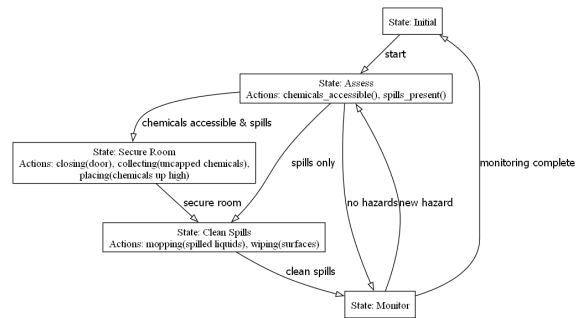 State: Initial
start
State: Assess
Actions: chemicals_accessible(), spills_present()
chemicals accessible & spills
State: Secure Room
Actions: closing(door), collecting(uncapped chemicals),
placing(chemicals up high)
spills only
monitoring complete
secure room
no hazards
new hazard
State: Clean Spills
Actions: mopping(spilled liquids), wiping(surfaces)
clean spills
State: Monitor